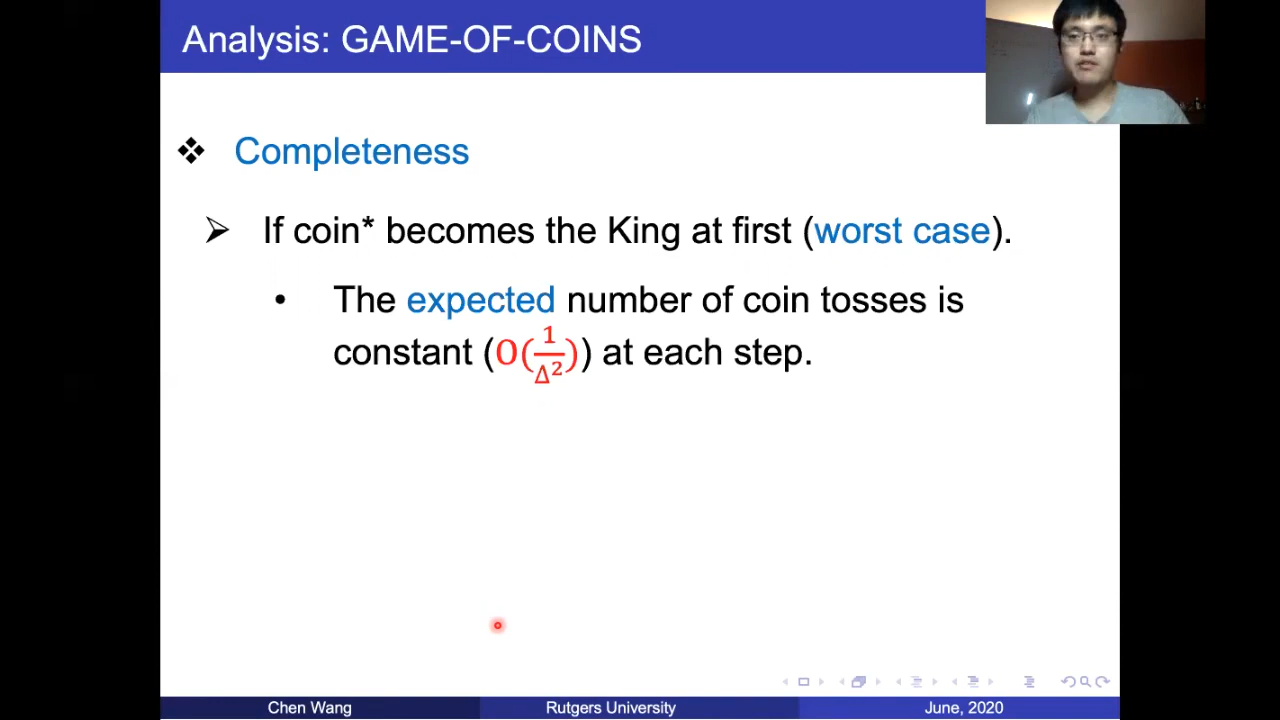 Analysis: GAME-OF-COINS
❖ Completeness
➢ If coin* becomes the King at first (worst case).
• The expected number of coin tosses is
constant (O(1/Δ²)) at each step.
Chen Wang Rutgers University June, 2020